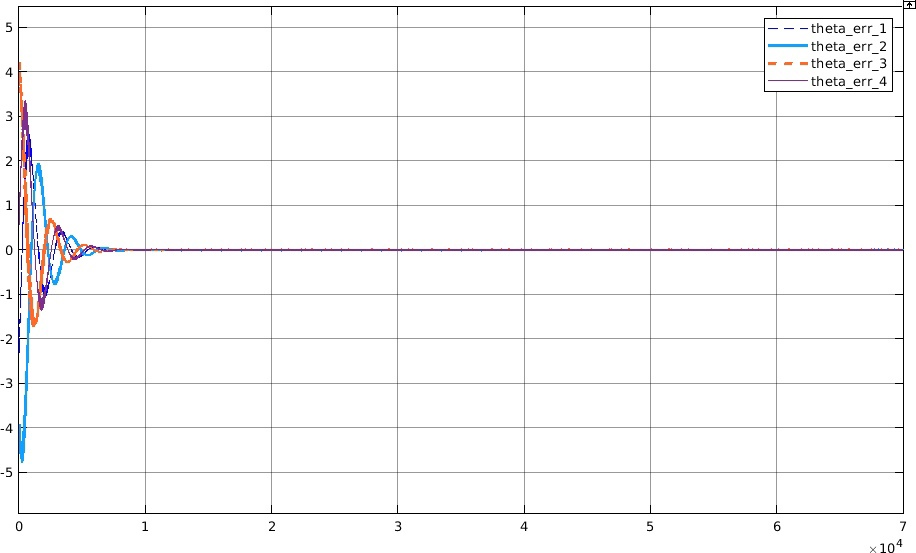 theta_err_1
theta_err_2
theta_err_3
theta_err_4
5
4
3
2
1
0
-1
-2
-3
-4
-5
0 1 2 3 4 5 6 7
×10^4